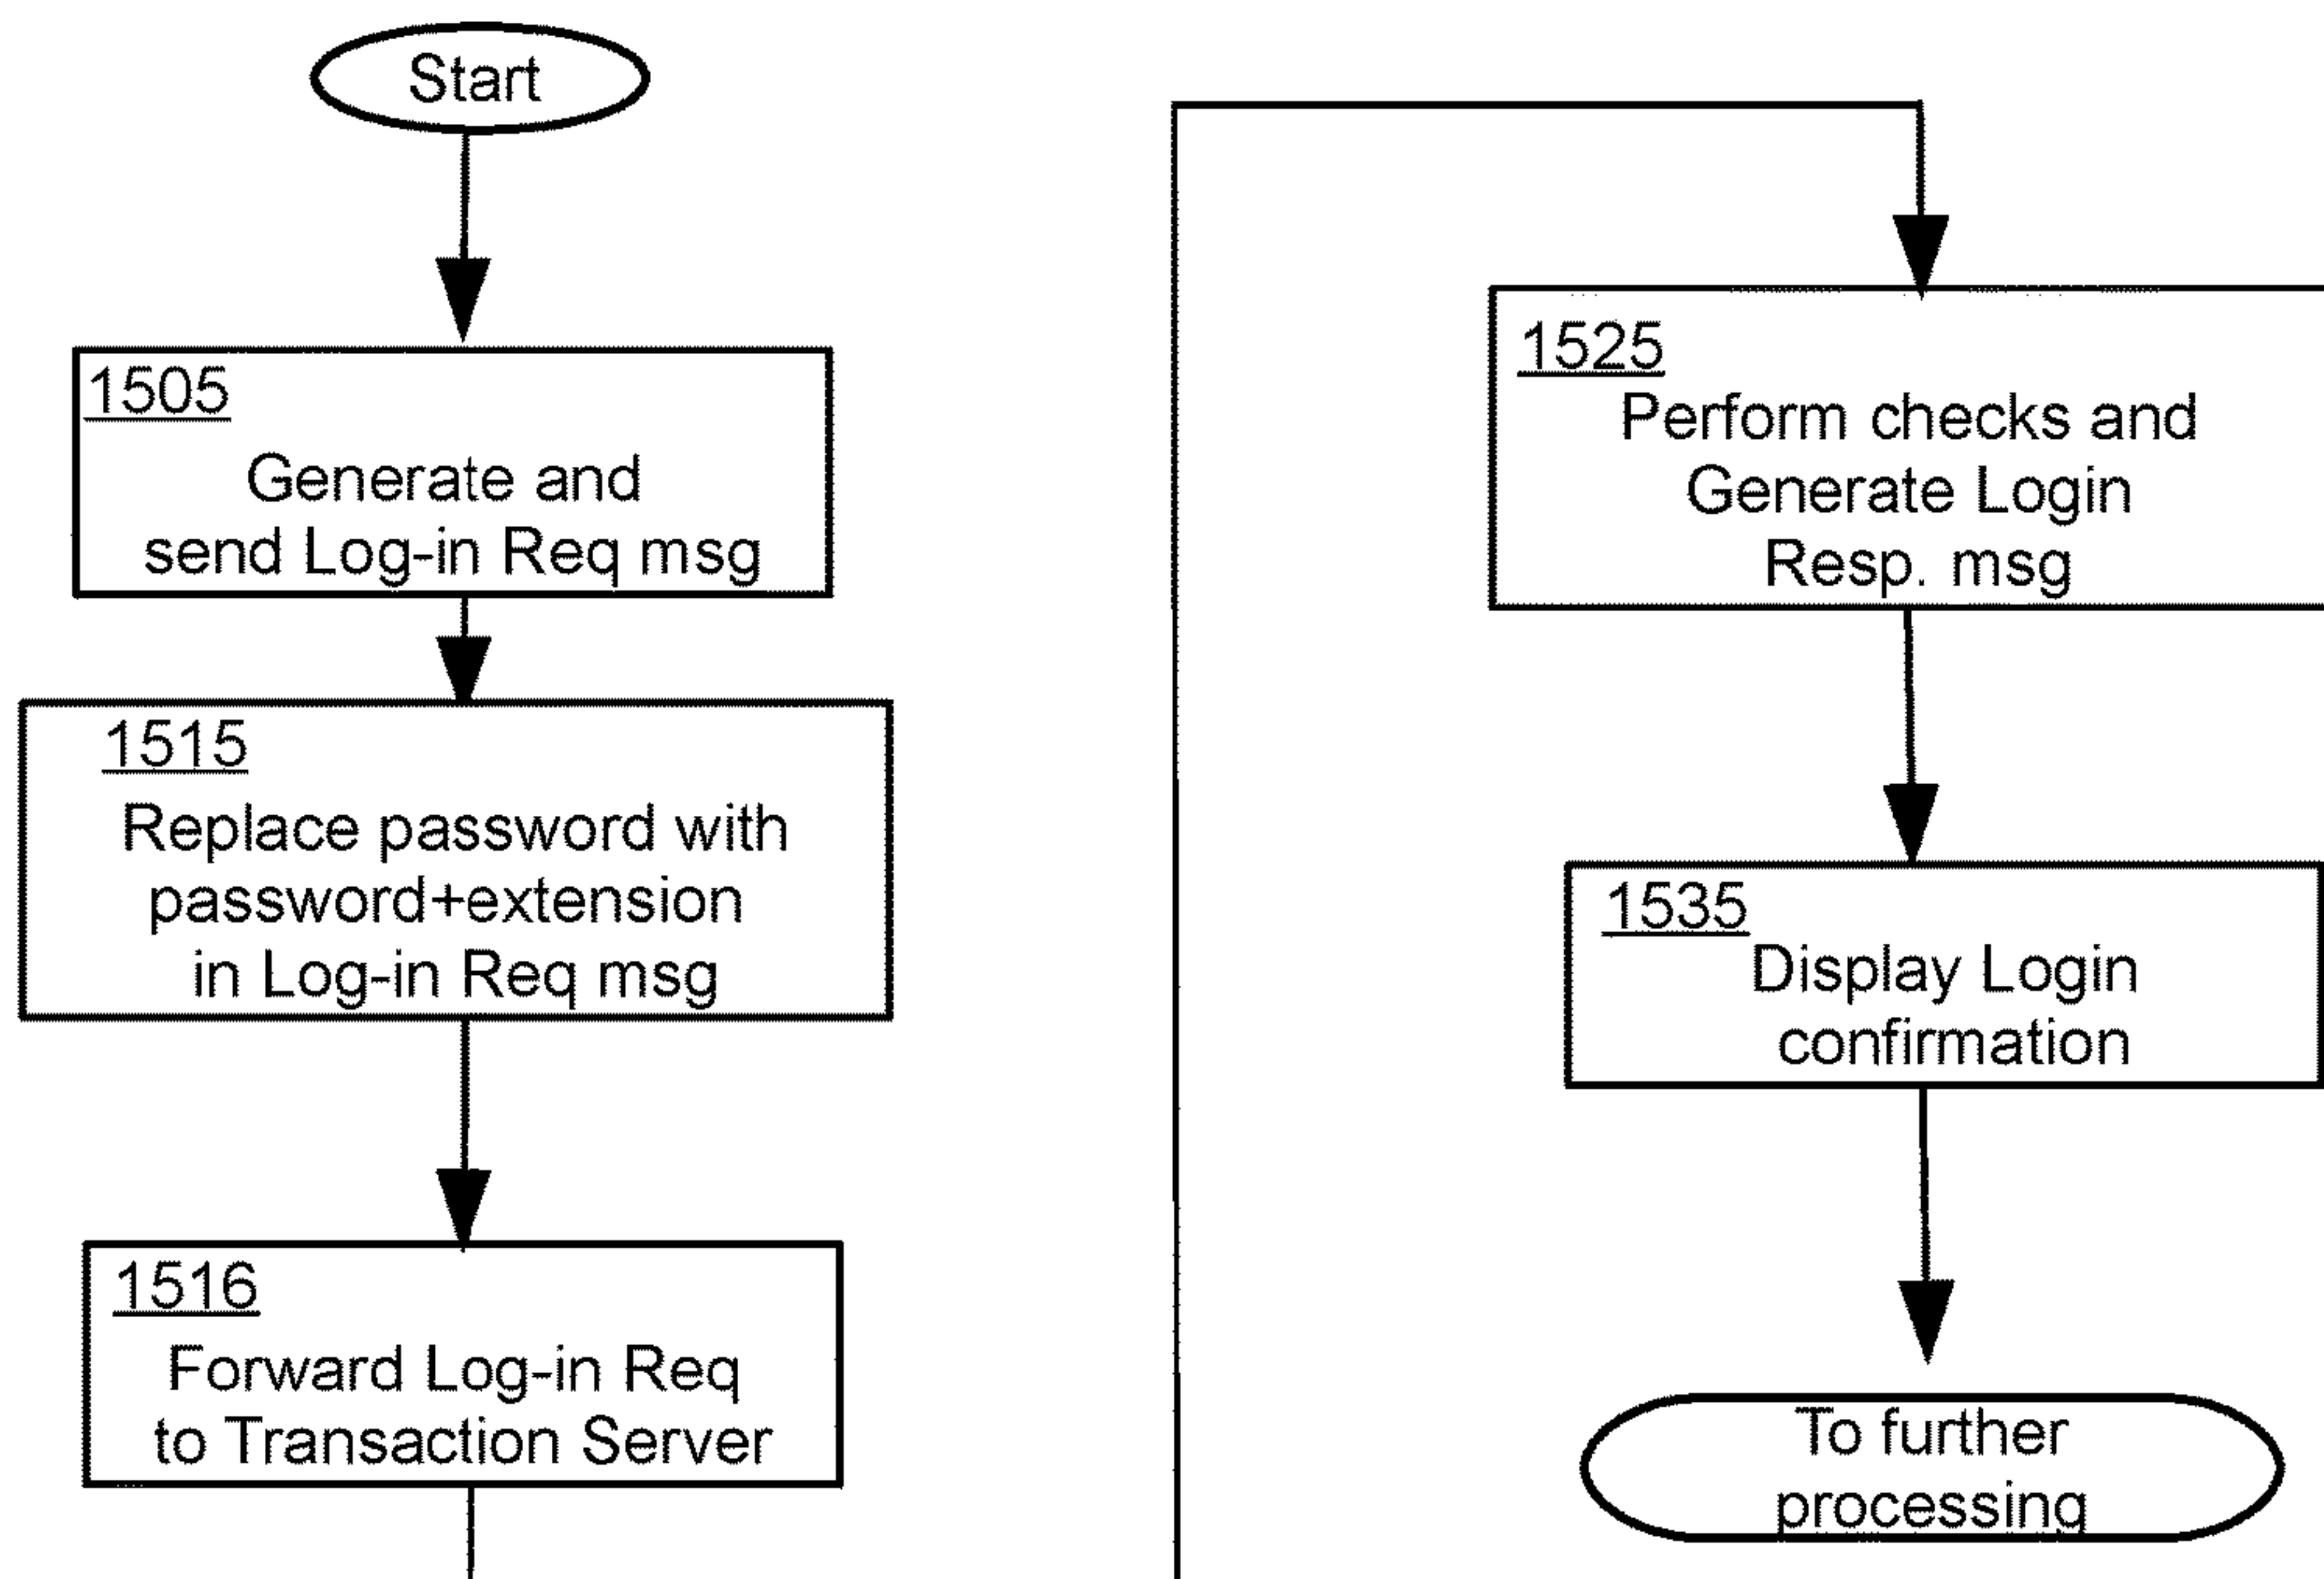 Start
1505
Generate and
send Log-in Req msg
1515
Replace password with
password+extension
in Log-in Req msg
1516
Forward Log-in Req
to Transaction Server
1525
Perform checks and
Generate Login
Resp. msg
1535
Display Login
confirmation
To further
processing